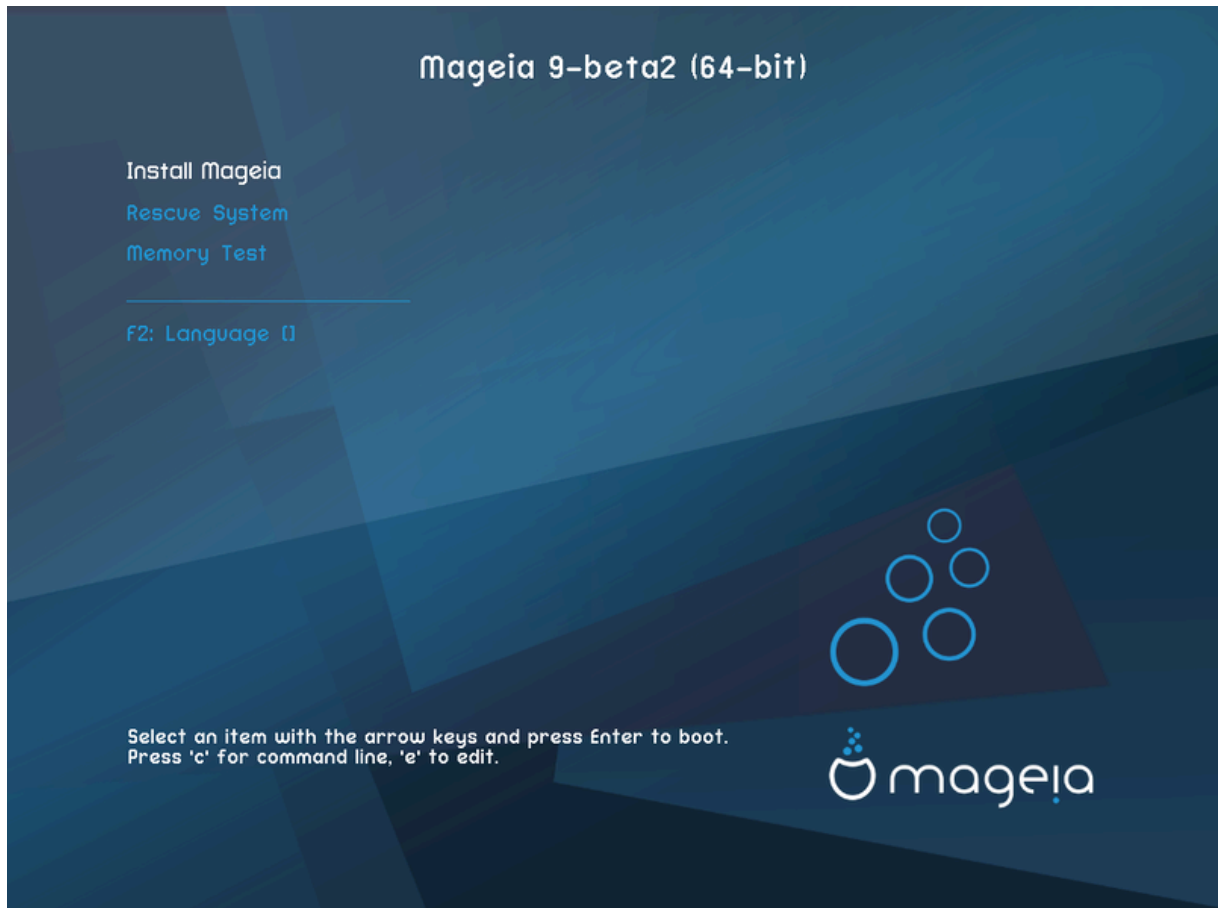 Mageia 9-beta2 (64-bit)
Install Mageia
Rescue System
Memory Test
F2: Language []
Select an item with the arrow keys and press Enter to boot.
Press 'c' for command line, 'e' to edit.
mageia